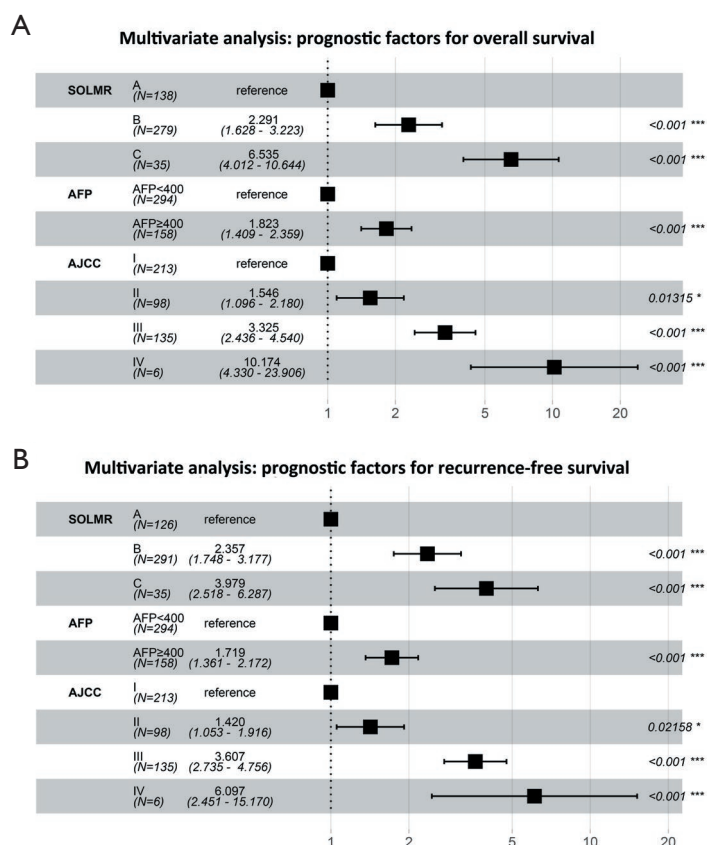 A
Multivariate analysis: prognostic factors for overall survival
SOLMR A (N=138) reference
B (N=279) 2.291 (1.628 - 3.223) <0.001 ***
C (N=35) 6.535 (4.012 - 10.644) <0.001 ***
AFP AFP<400 (N=294) reference
AFP≥400 (N=158) 1.823 (1.409 - 2.359) <0.001 ***
AJCC I (N=213) reference
II (N=98) 1.546 (1.096 - 2.180) 0.01315 *
III (N=135) 3.325 (2.436 - 4.540) <0.001 ***
IV (N=6) 10.174 (4.330 - 23.906) <0.001 ***
1 2 5 10 20
B
Multivariate analysis: prognostic factors for recurrence-free survival
SOLMR A (N=126) reference
B (N=291) 2.357 (1.748 - 3.177) <0.001 ***
C (N=35) 3.979 (2.518 - 6.287) <0.001 ***
AFP AFP<400 (N=294) reference
AFP≥400 (N=158) 1.719 (1.361 - 2.172) <0.001 ***
AJCC I (N=213) reference
II (N=98) 1.420 (1.053 - 1.916) 0.02158 *
III (N=135) 3.607 (2.735 - 4.756) <0.001 ***
IV (N=6) 6.097 (2.451 - 15.170) <0.001 ***
1 2 5 10 20